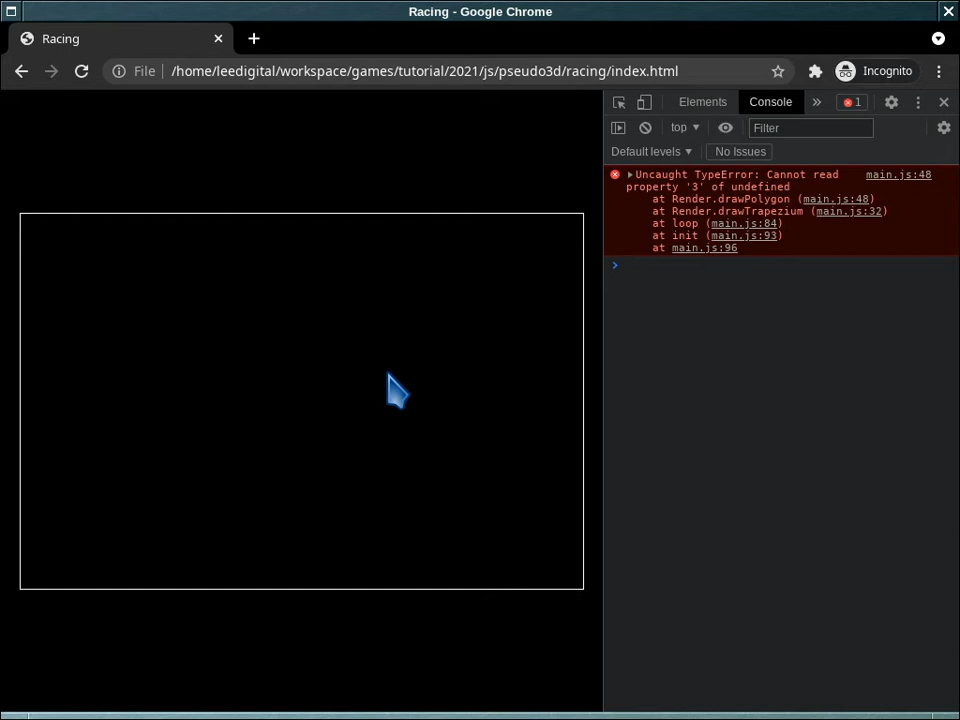 Racing - Google Chrome
Racing
File /home/leedigital/workspace/games/tutorial/2021/js/pseudo3d/racing/index.html
Incognito
Elements Console » 1
top Filter
Default levels No Issues
Uncaught TypeError: Cannot read main.js:48
property '3' of undefined
at Render.drawPolygon (main.js:48)
at Render.drawTrapezium (main.js:32)
at loop (main.js:84)
at init (main.js:93)
at main.js:96